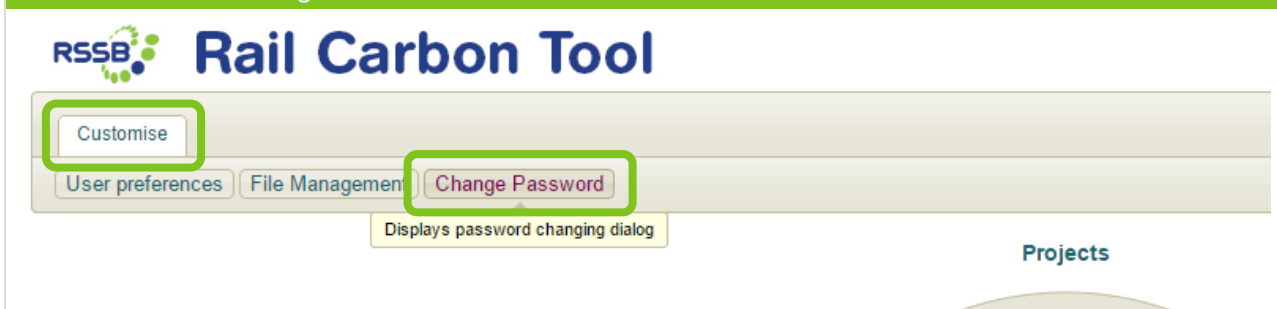 RSSB Rail Carbon Tool
Customise
User preferences File Management Change Password
Displays password changing dialog
Projects